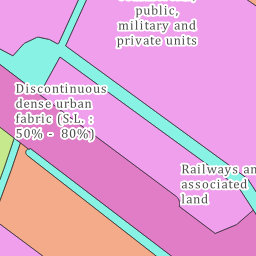 public,
military and
private units
Discontinuous
dense urban
fabric (S.L. :
50% - 80%)
Railways an
associated
land